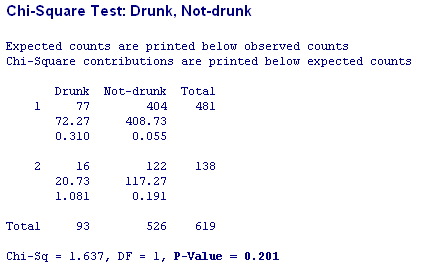 Chi-Square Test: Drunk, Not-drunk
Expected counts are printed below observed counts
Chi-Square contributions are printed below expected counts
Drunk Not-drunk Total
1 77 404 481
72.27 408.73
0.310 0.055
2 16 122 138
20.73 117.27
1.081 0.191
Total 93 526 619
Chi-Sq = 1.637, DF = 1, P-Value = 0.201